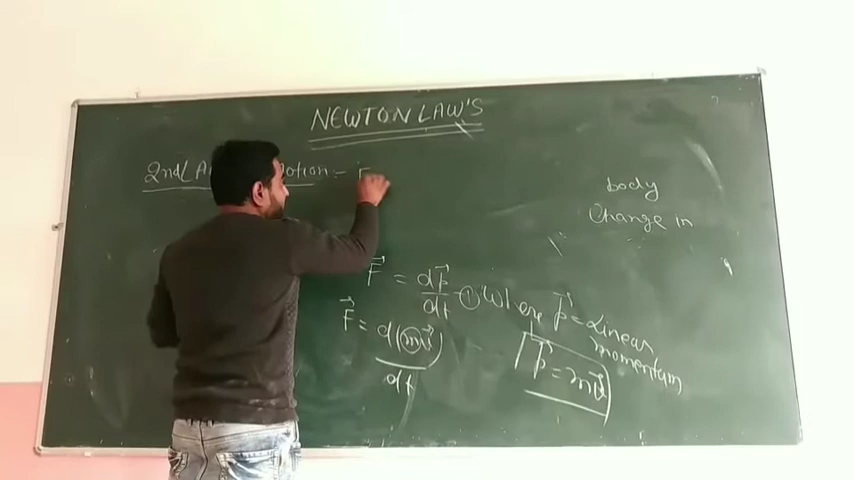 NEWTON LAW'S
2nd otion - F
body
Change in
F⃗ = dp⃗/dt - ① Where p⃗ = Linear momentum
F⃗ = d(mv⃗)/dt
p⃗ = mv⃗